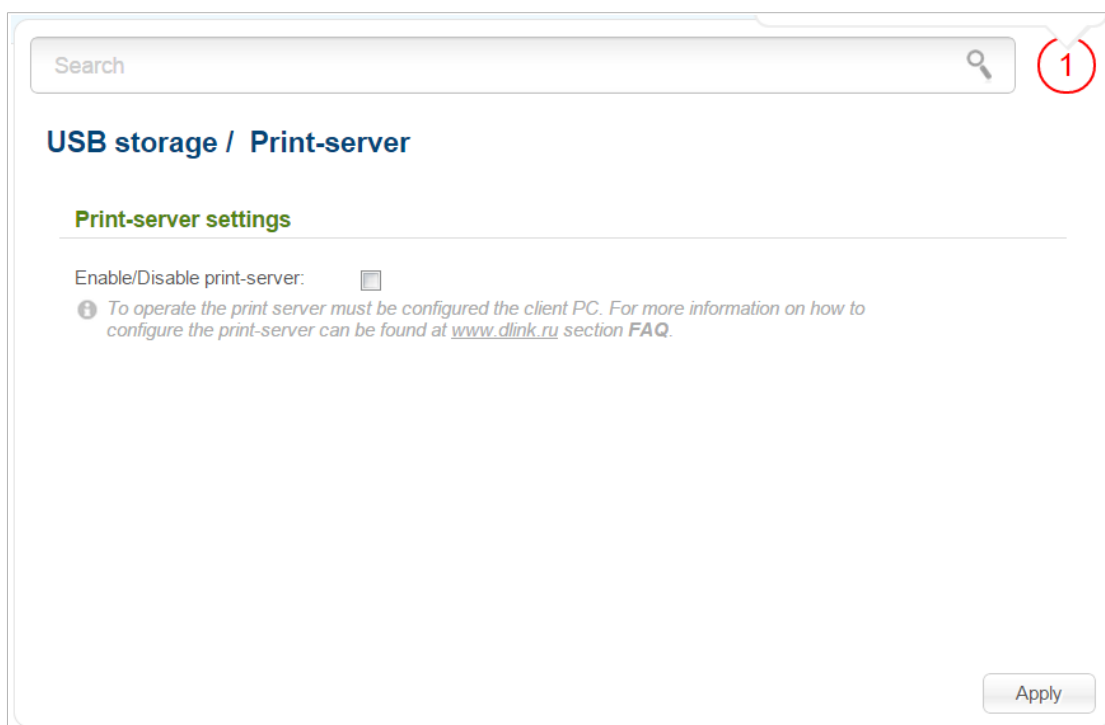 Search
1
USB storage / Print-server
Print-server settings
Enable/Disable print-server:
To operate the print server must be configured the client PC. For more information on how to
configure the print-server can be found at www.dlink.ru section FAQ.
Apply